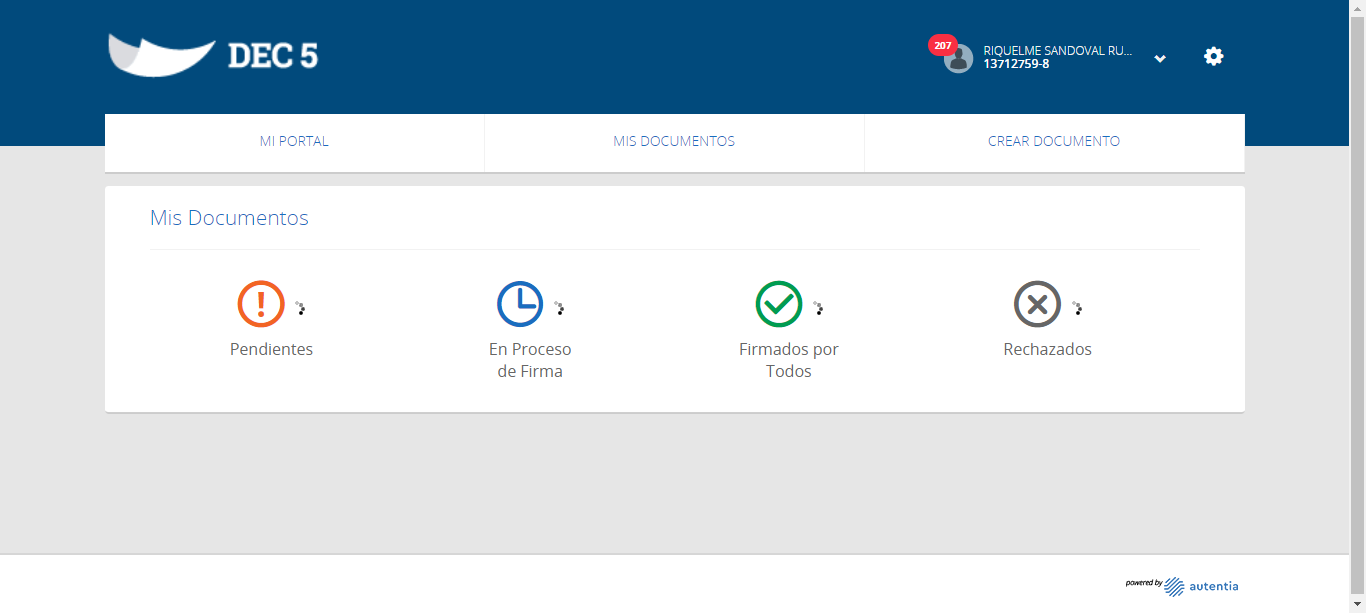 DEC 5
207
RIQUELME SANDOVAL RU...
13712759-8
MI PORTAL
MIS DOCUMENTOS
CREAR DOCUMENTO
Mis Documentos
Pendientes
En Proceso
de Firma
Firmados por
Todos
Rechazados
powered by
autentia